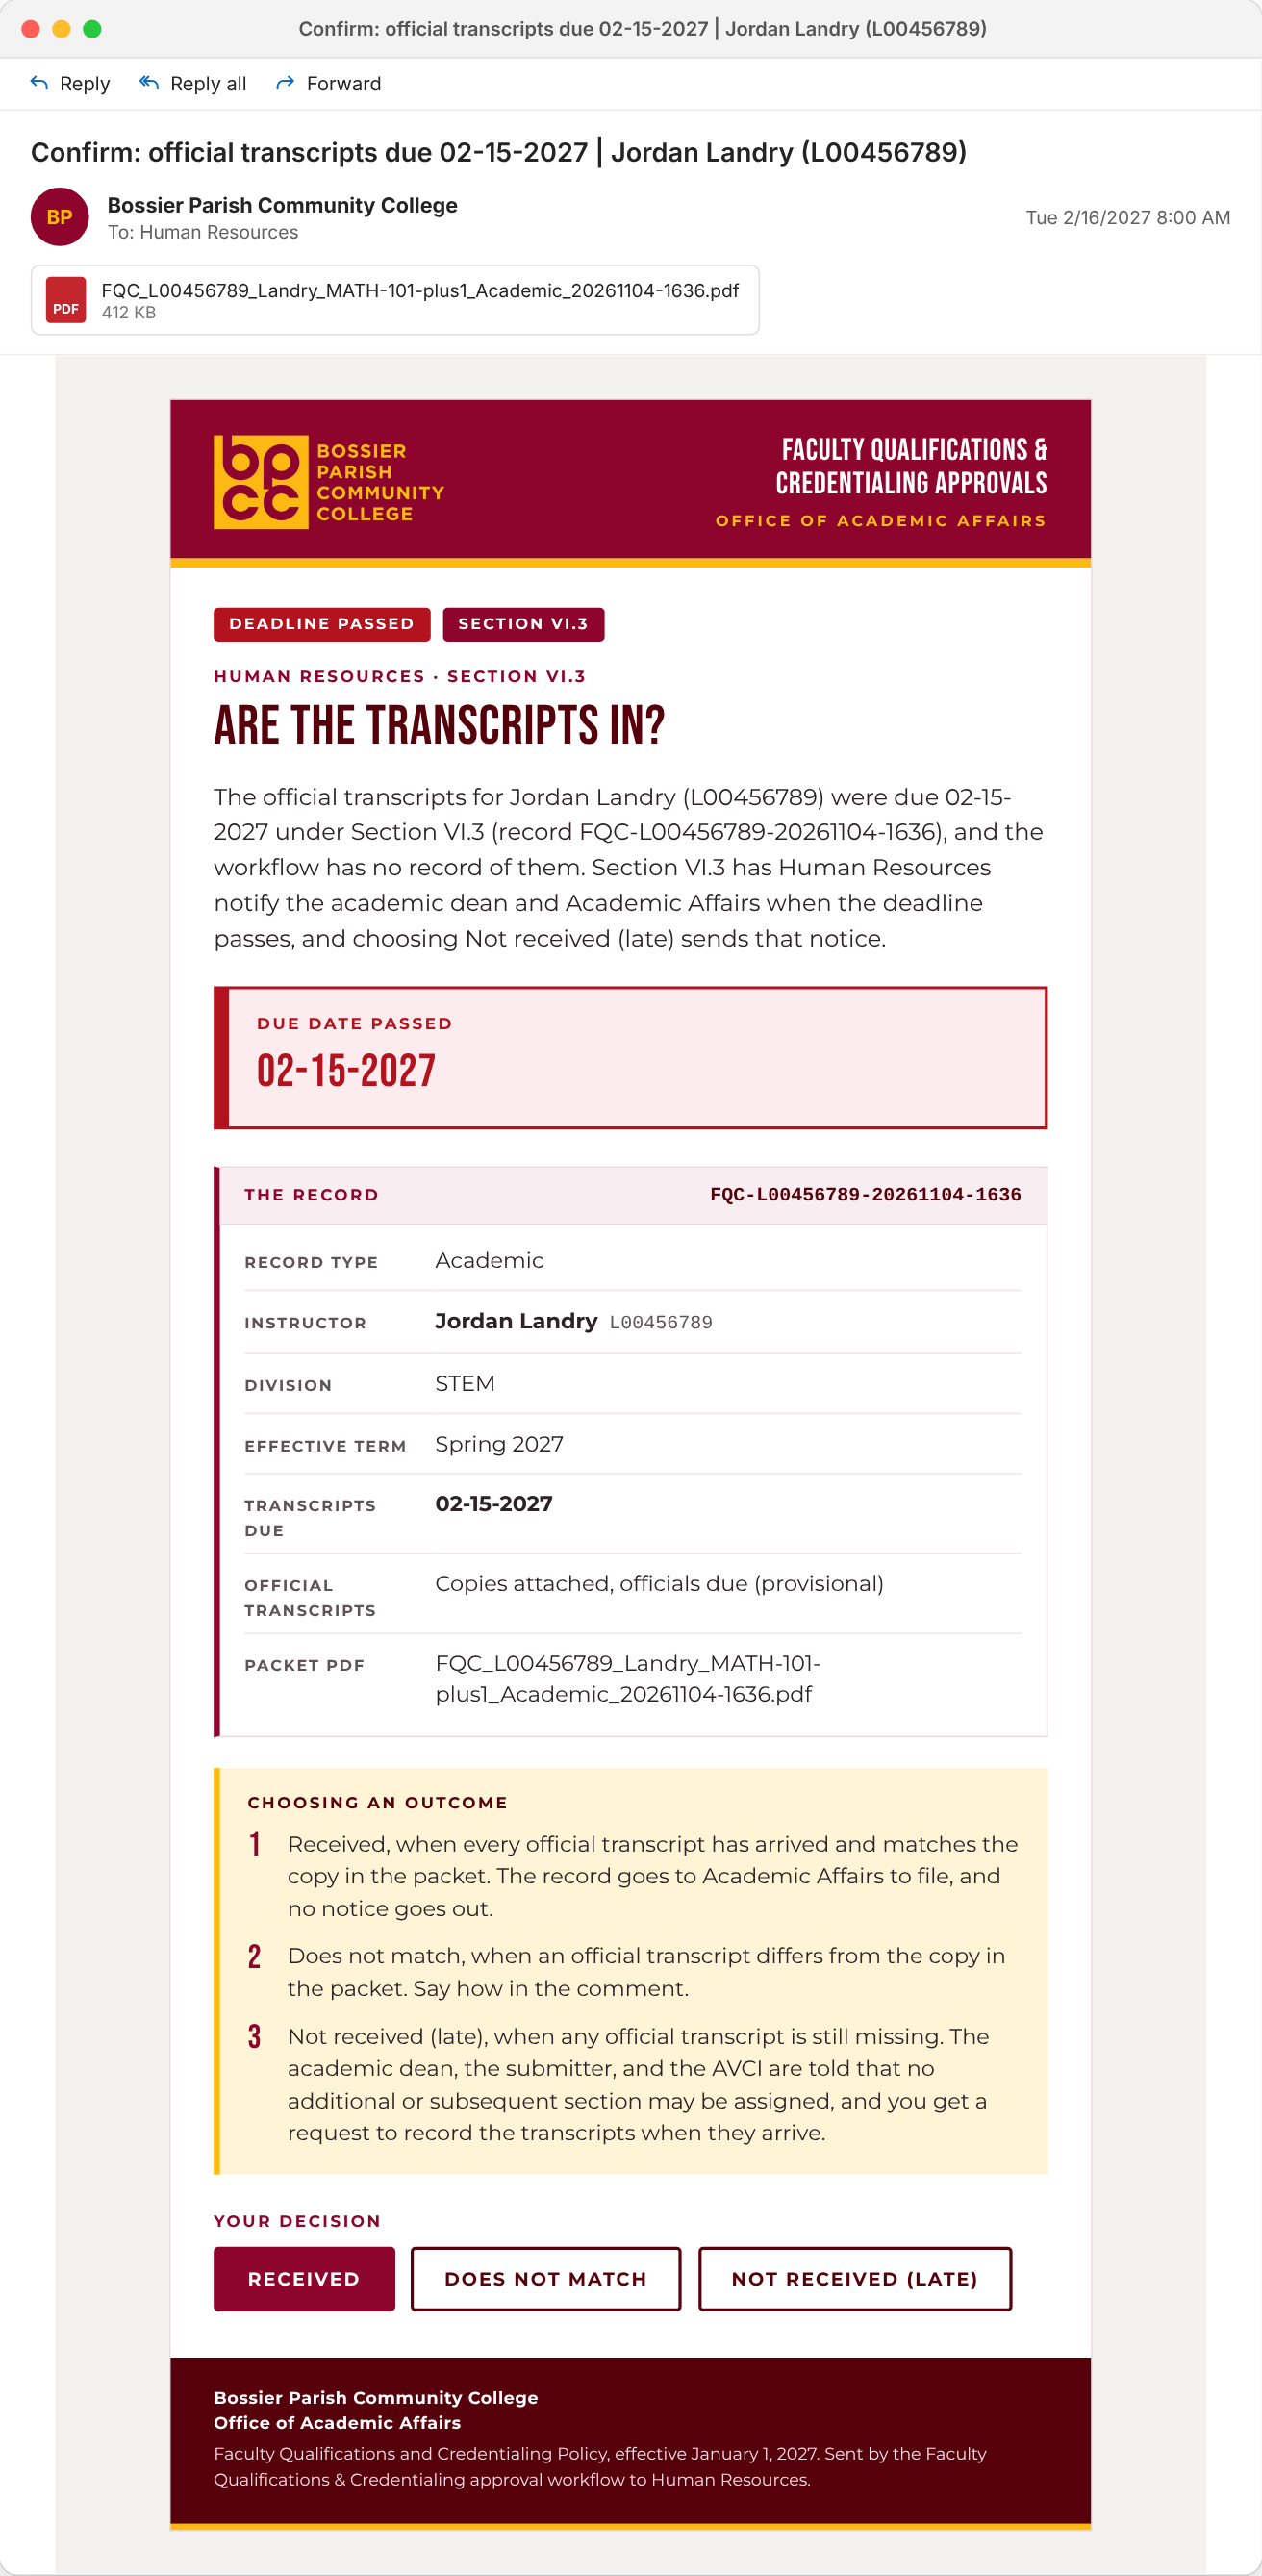 Confirm: official transcripts due 02-15-2027 | Jordan Landry (L00456789)
Reply
Reply all
Forward
Confirm: official transcripts due 02-15-2027 | Jordan Landry (L00456789)
BP
Bossier Parish Community College
To: Human Resources
Tue 2/16/2027 8:00 AM
PDF
FQC_L00456789_Landry_MATH-101-plus1_Academic_20261104-1636.pdf
412 KB
bp
cc
BOSSIER
PARISH
COMMUNITY
COLLEGE
FACULTY QUALIFICATIONS &
CREDENTIALING APPROVALS
OFFICE OF ACADEMIC AFFAIRS
DEADLINE PASSED
SECTION VI.3
HUMAN RESOURCES · SECTION VI.3
ARE THE TRANSCRIPTS IN?
The official transcripts for Jordan Landry (L00456789) were due 02-15-
2027 under Section VI.3 (record FQC-L00456789-20261104-1636), and the
workflow has no record of them. Section VI.3 has Human Resources
notify the academic dean and Academic Affairs when the deadline
passes, and choosing Not received (late) sends that notice.
DUE DATE PASSED
02-15-2027
THE RECORD
FQC-L00456789-20261104-1636
RECORD TYPE
Academic
INSTRUCTOR
Jordan Landry L00456789
DIVISION
STEM
EFFECTIVE TERM
Spring 2027
TRANSCRIPTS
DUE
02-15-2027
OFFICIAL
TRANSCRIPTS
Copies attached, officials due (provisional)
PACKET PDF
FQC_L00456789_Landry_MATH-101-
plus1_Academic_20261104-1636.pdf
CHOOSING AN OUTCOME
1
Received, when every official transcript has arrived and matches the
copy in the packet. The record goes to Academic Affairs to file, and
no notice goes out.
2
Does not match, when an official transcript differs from the copy in
the packet. Say how in the comment.
3
Not received (late), when any official transcript is still missing. The
academic dean, the submitter, and the AVCI are told that no
additional or subsequent section may be assigned, and you get a
request to record the transcripts when they arrive.
YOUR DECISION
RECEIVED
DOES NOT MATCH
NOT RECEIVED (LATE)
Bossier Parish Community College
Office of Academic Affairs
Faculty Qualifications and Credentialing Policy, effective January 1, 2027. Sent by the Faculty
Qualifications & Credentialing approval workflow to Human Resources.